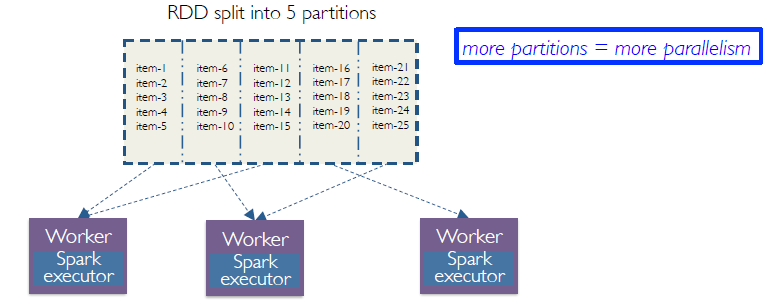 RDD split into 5 partitions
more partitions = more parallelism
item-1 item-6 item-11 item-16 item-21
item-2 item-7 item-12 item-17 item-22
item-3 item-8 item-13 item-18 item-23
item-4 item-9 item-14 item-19 item-24
item-5 item-10 item-15 item-20 item-25
Worker Worker Worker
Spark Spark Spark
executor executor executor